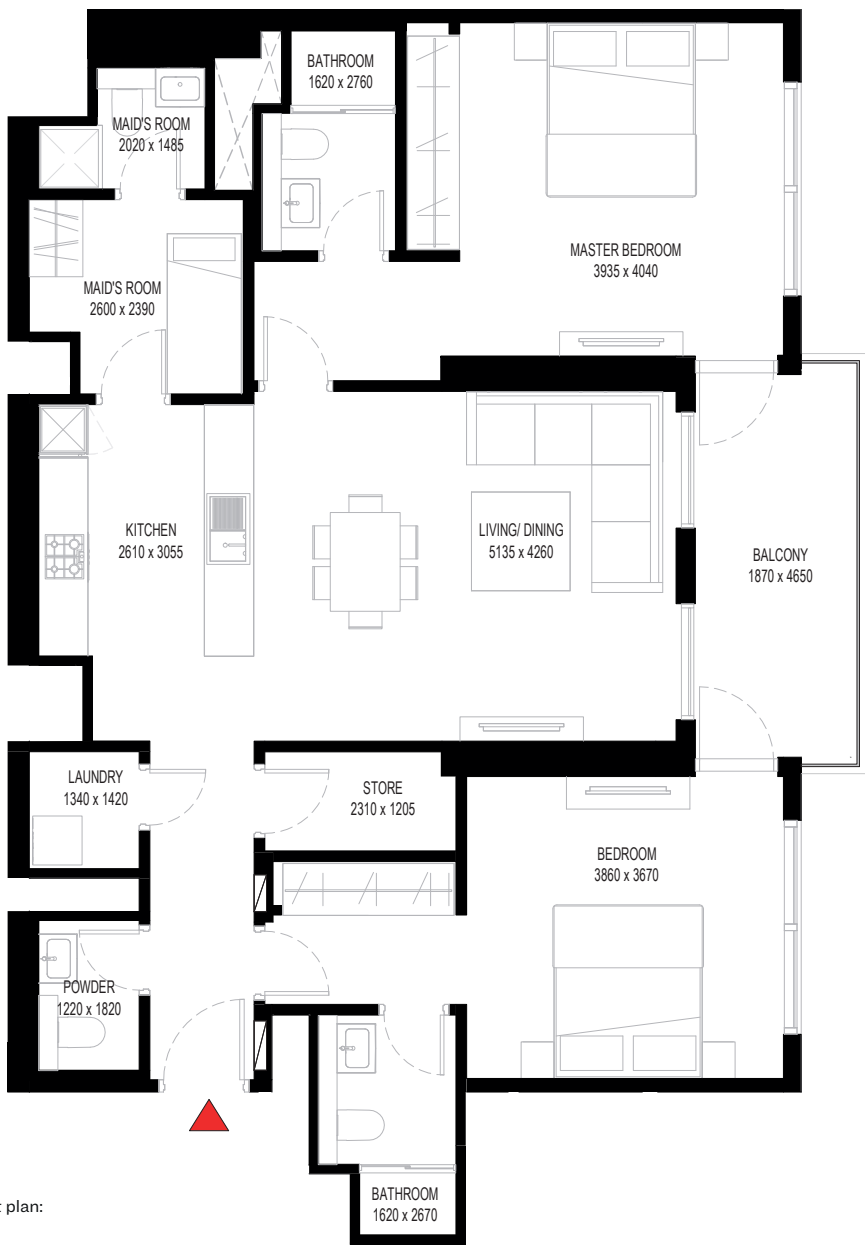 BATHROOM
1620 x 2760
MAID'S ROOM
2020 x 1485
MASTER BEDROOM
3935 x 4040
MAID'S ROOM
2600 x 2390
KITCHEN
2610 x 3055
LIVING/ DINING
5135 x 4260
BALCONY
1870 x 4650
LAUNDRY
1340 x 1420
STORE
2310 x 1205
BEDROOM
3860 x 3670
POWDER
1220 x 1820
BATHROOM
1620 x 2670
plan: